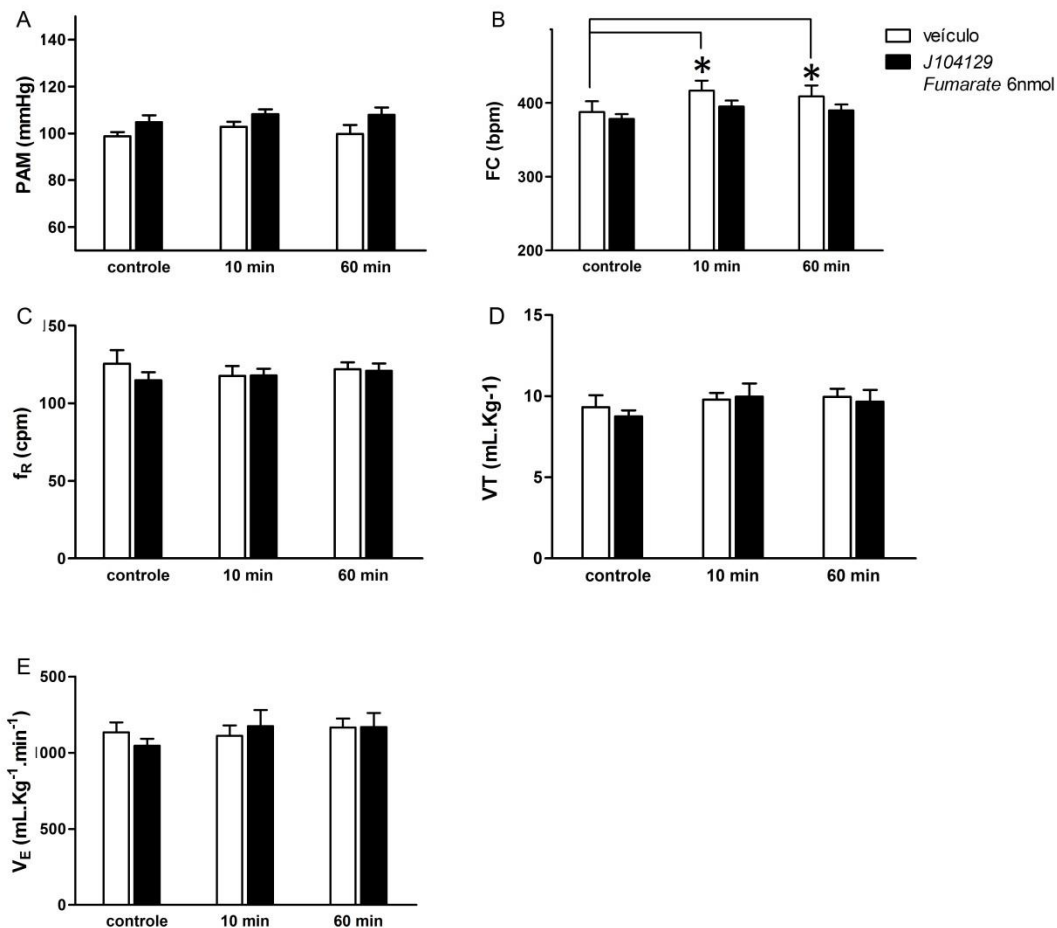 A
PAM (mmHg)
140
120
100
80
60
controle 10 min 60 min
B
FC (bpm)
400
300
200
controle 10 min 60 min
* *
veículo
J104129
Fumarate 6nmol
C
fR (cpm)
150
100
50
0
controle 10 min 60 min
D
VT (mL.Kg-1)
15
10
5
0
controle 10 min 60 min
E
VE (mL.Kg-1.min-1)
500
000
500
0
controle 10 min 60 min